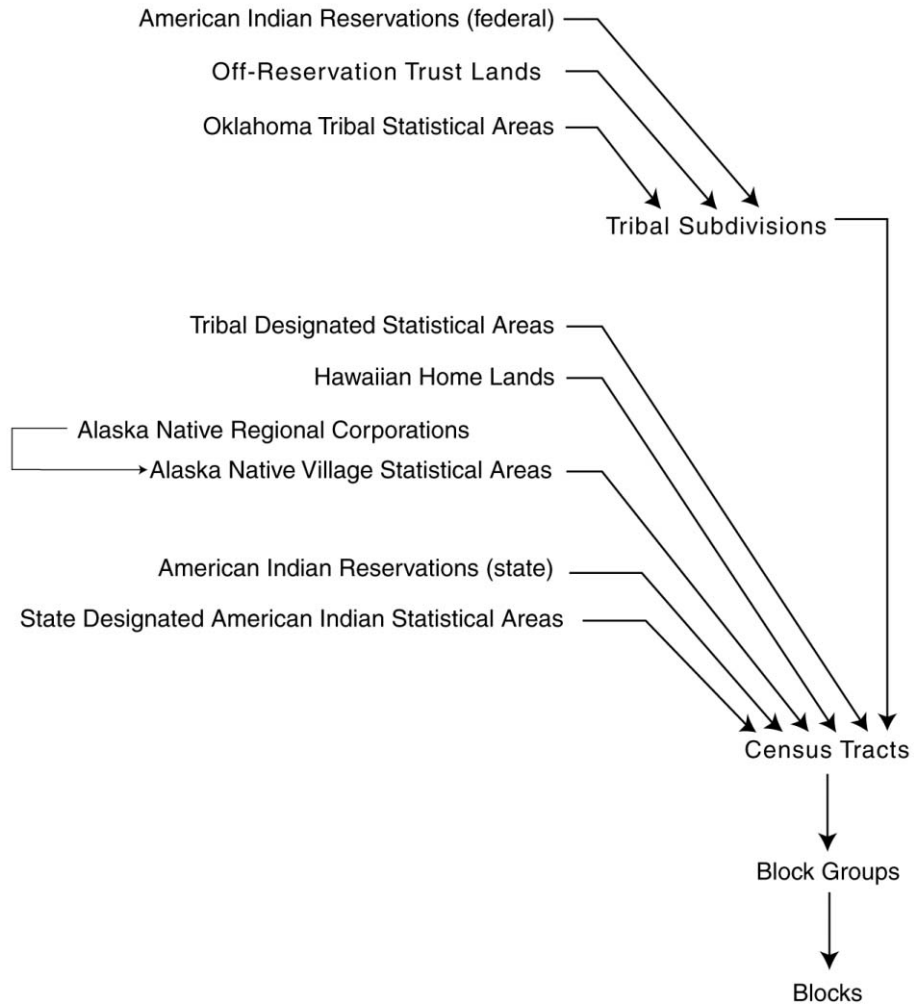 American Indian Reservations (federal)
Off-Reservation Trust Lands
Oklahoma Tribal Statistical Areas
Tribal Subdivisions
Tribal Designated Statistical Areas
Hawaiian Home Lands
Alaska Native Regional Corporations
Alaska Native Village Statistical Areas
American Indian Reservations (state)
State Designated American Indian Statistical Areas
Census Tracts
Block Groups
Blocks